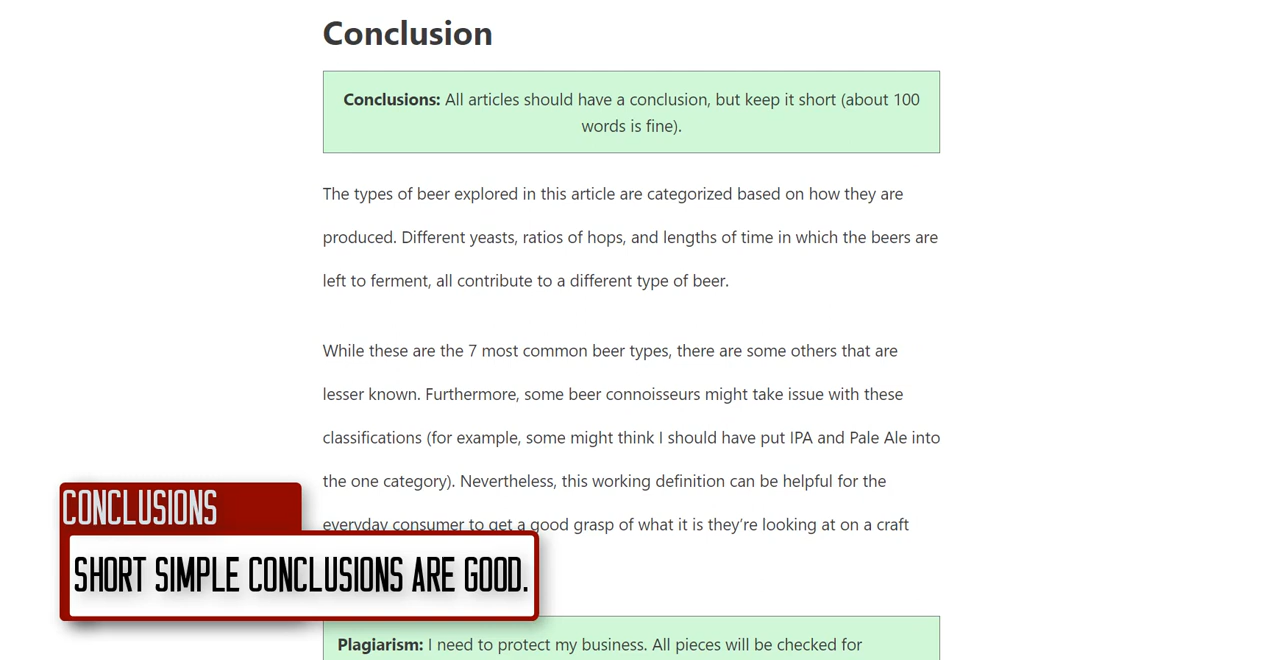 Conclusion
Conclusions: All articles should have a conclusion, but keep it short (about 100
words is fine).
The types of beer explored in this article are categorized based on how they are
produced. Different yeasts, ratios of hops, and lengths of time in which the beers are
left to ferment, all contribute to a different type of beer.
While these are the 7 most common beer types, there are some others that are
lesser known. Furthermore, some beer connoisseurs might take issue with these
classifications (for example, some might think I should have put IPA and Pale Ale into
the one category). Nevertheless, this working definition can be helpful for the
everyday consumer to get a good grasp of what it is they’re looking at on a craft
CONCLUSIONS
SHORT SIMPLE CONCLUSIONS ARE GOOD.
Plagiarism: I need to protect my business. All pieces will be checked for